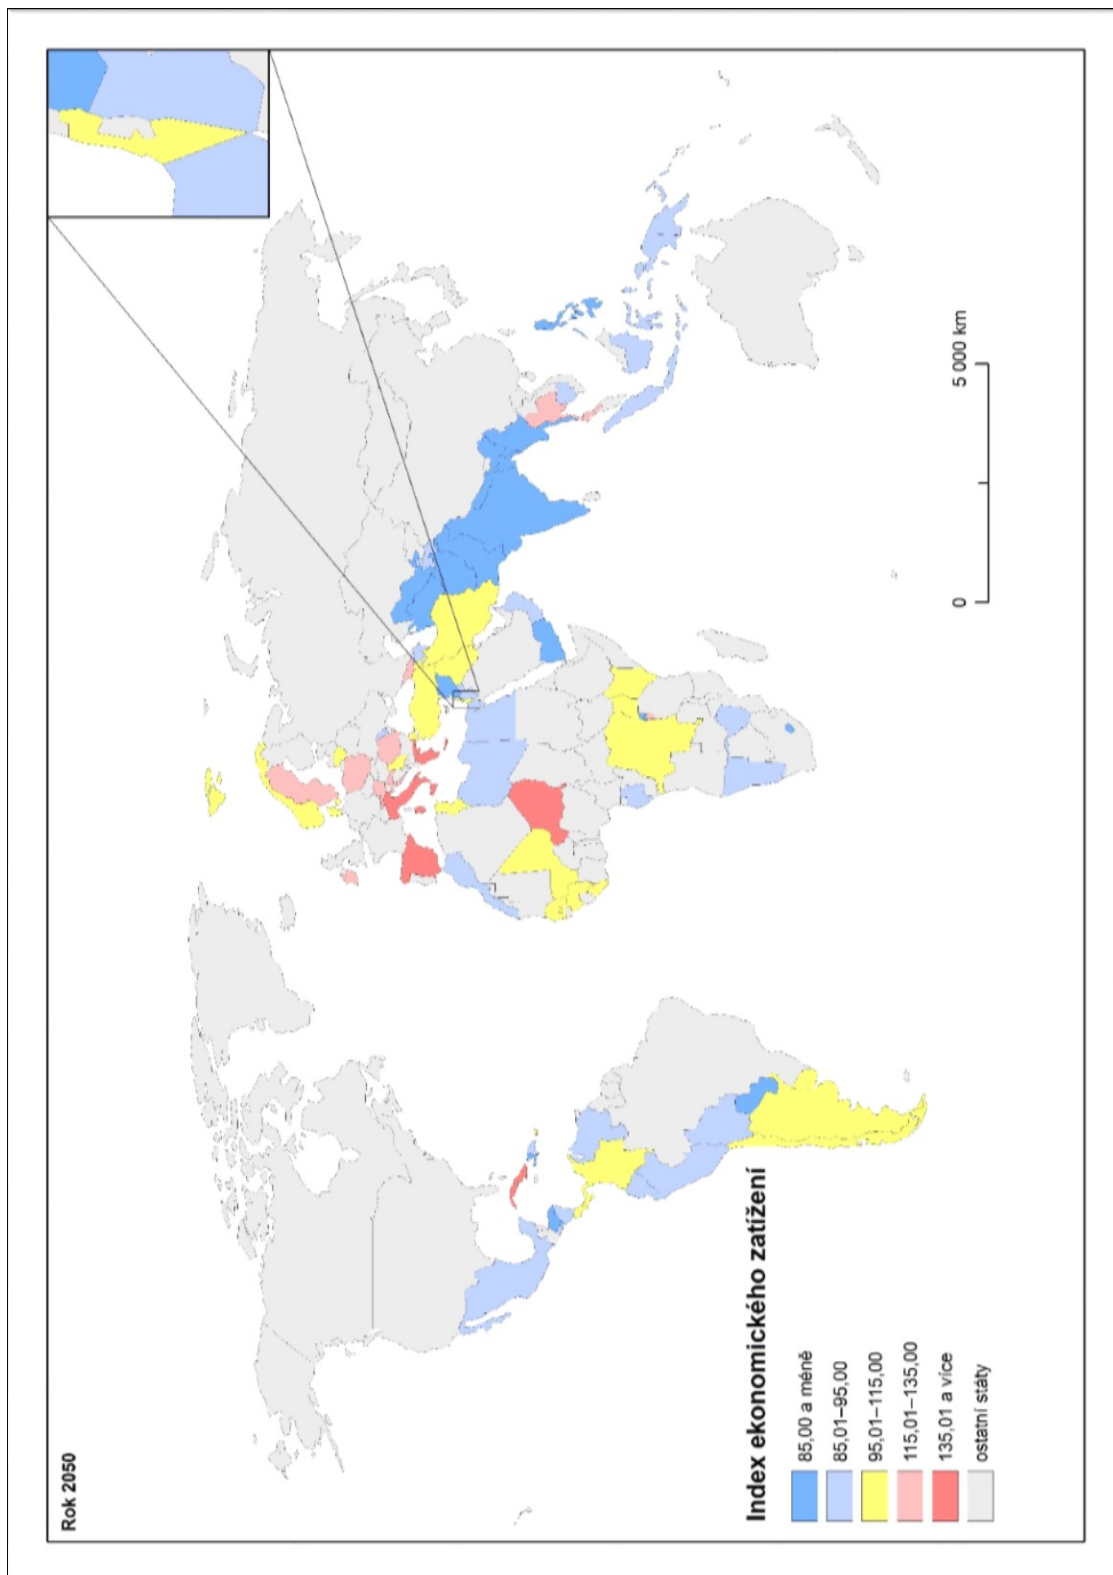 Rok 2050
Index ekonomického zatížení
85,00 a méně
85,01–95,00
95,01–115,00
115,01–135,00
135,01 a více
ostatní státy
0
5 000 km